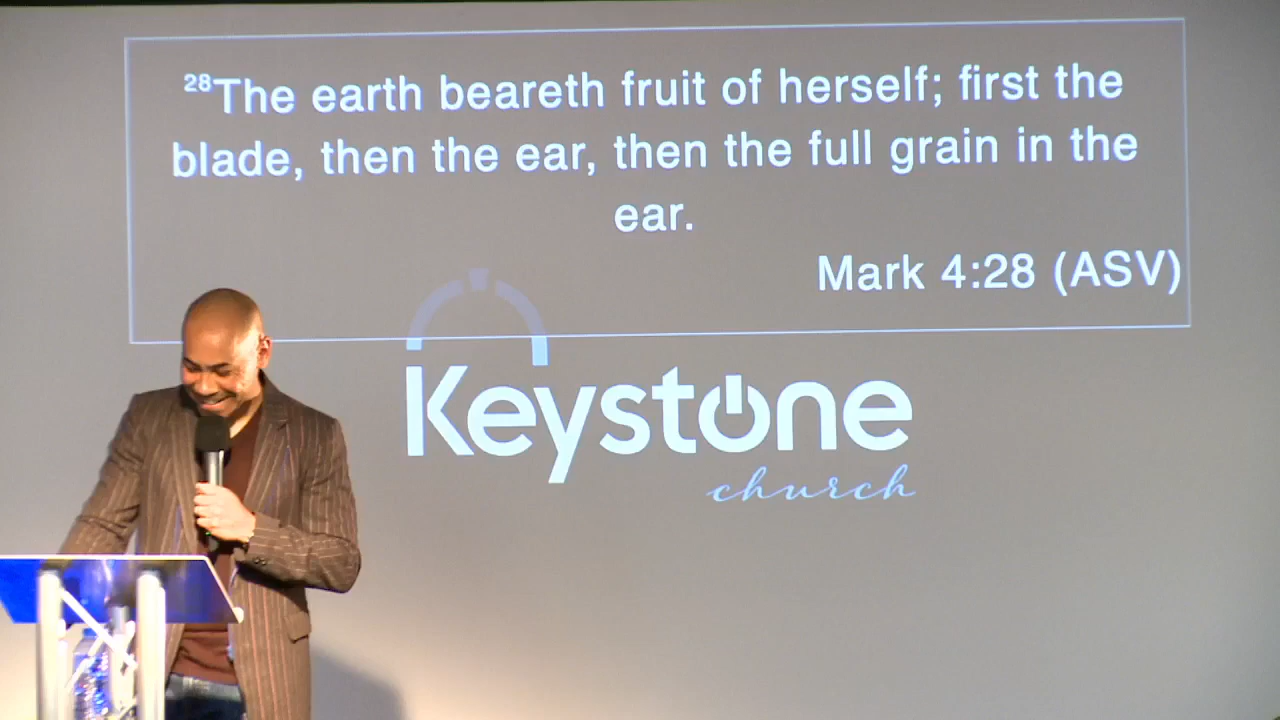 28The earth beareth fruit of herself; first the
blade, then the ear, then the full grain in the
ear.
Mark 4:28 (ASV)
Keystone
church